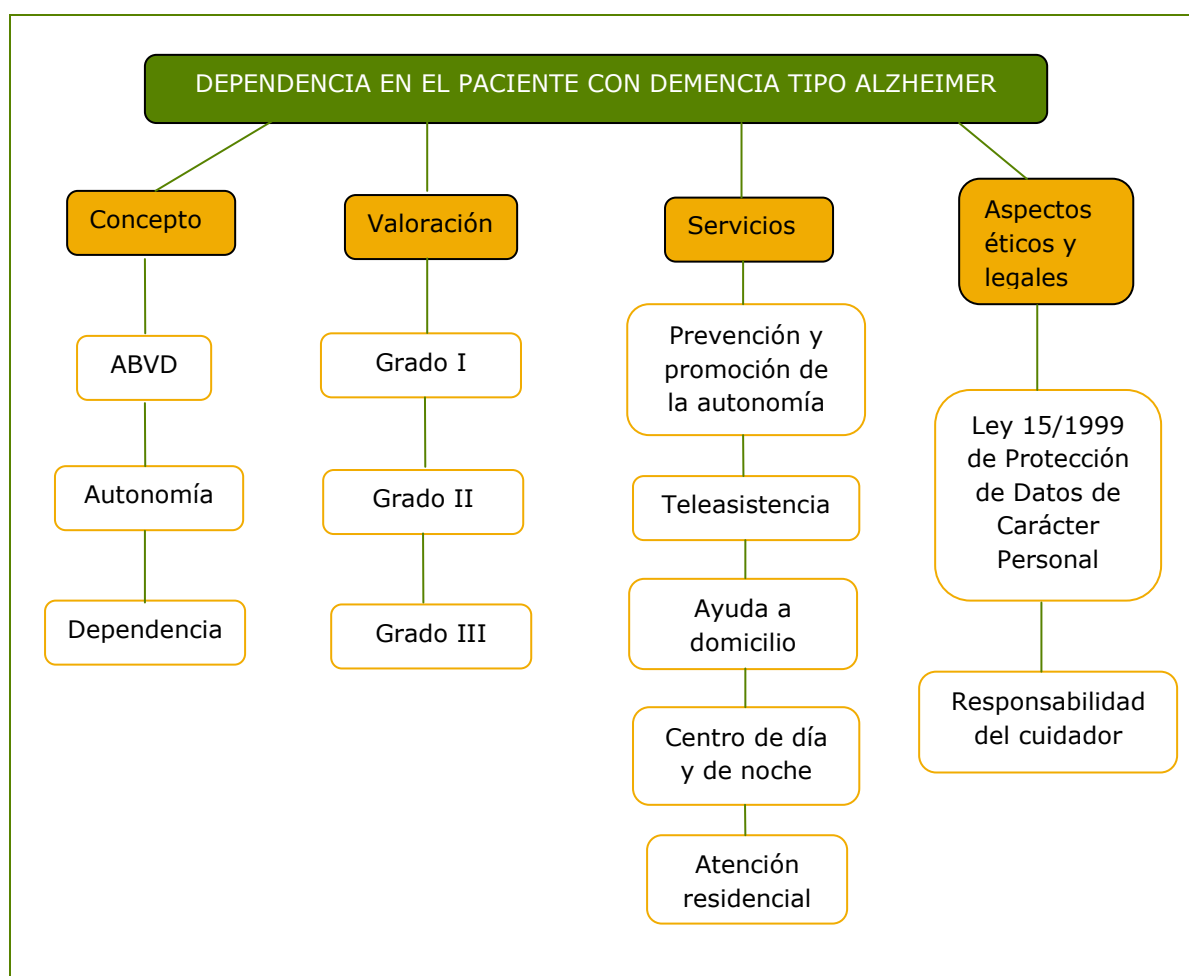 DEPENDENCIA EN EL PACIENTE CON DEMENCIA TIPO ALZHEIMER
Concepto
ABVD
Autonomía
Dependencia
Valoración
Grado I
Grado II
Grado III
Servicios
Prevención y
promoción de
la autonomía
Teleasistencia
Ayuda a
domicilio
Centro de día
y de noche
Atención
residencial
Aspectos
éticos y
legales
Ley 15/1999
de Protección
de Datos de
Carácter
Personal
Responsabilidad
del cuidador